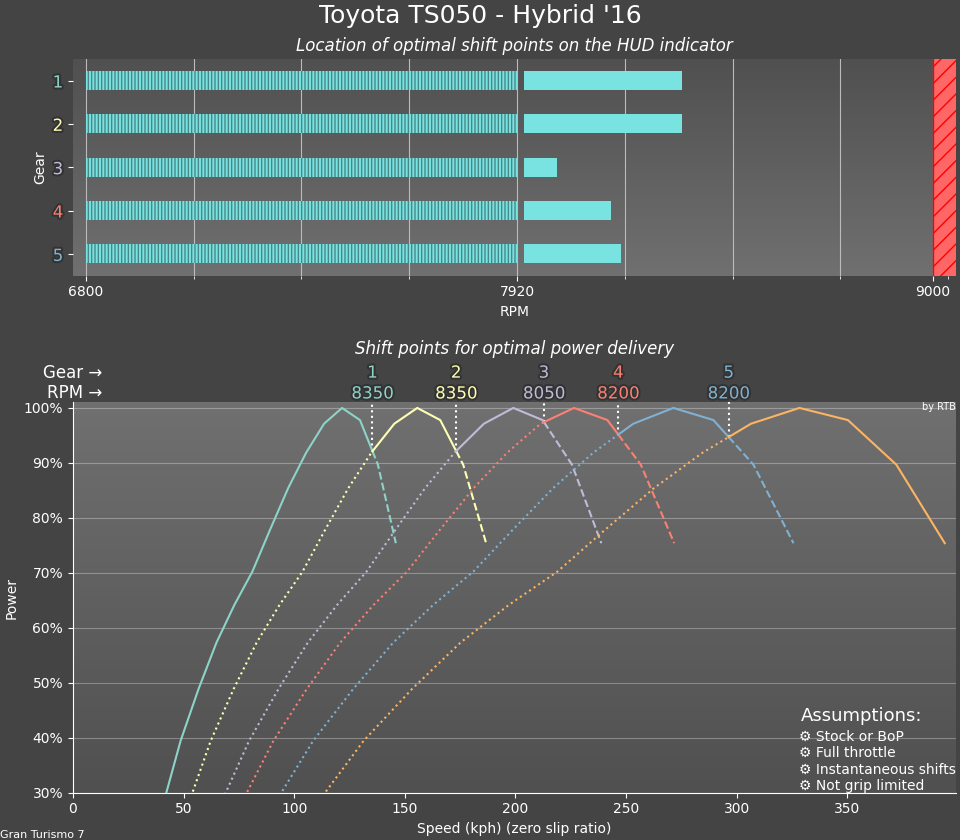 Toyota TS050 - Hybrid '16
Location of optimal shift points on the HUD indicator
Gear
1
2
3
4
5
6800 7920 9000
RPM
Shift points for optimal power delivery
Gear → 1 2 3 4 5
RPM → 8350 8350 8050 8200 8200
by RTB
Power
100%
90%
80%
70%
60%
50%
40%
30%
Assumptions:
⚙ Stock or BoP
⚙ Full throttle
⚙ Instantaneous shifts
⚙ Not grip limited
0 50 100 150 200 250 300 350
Speed (kph) (zero slip ratio)
Gran Turismo 7